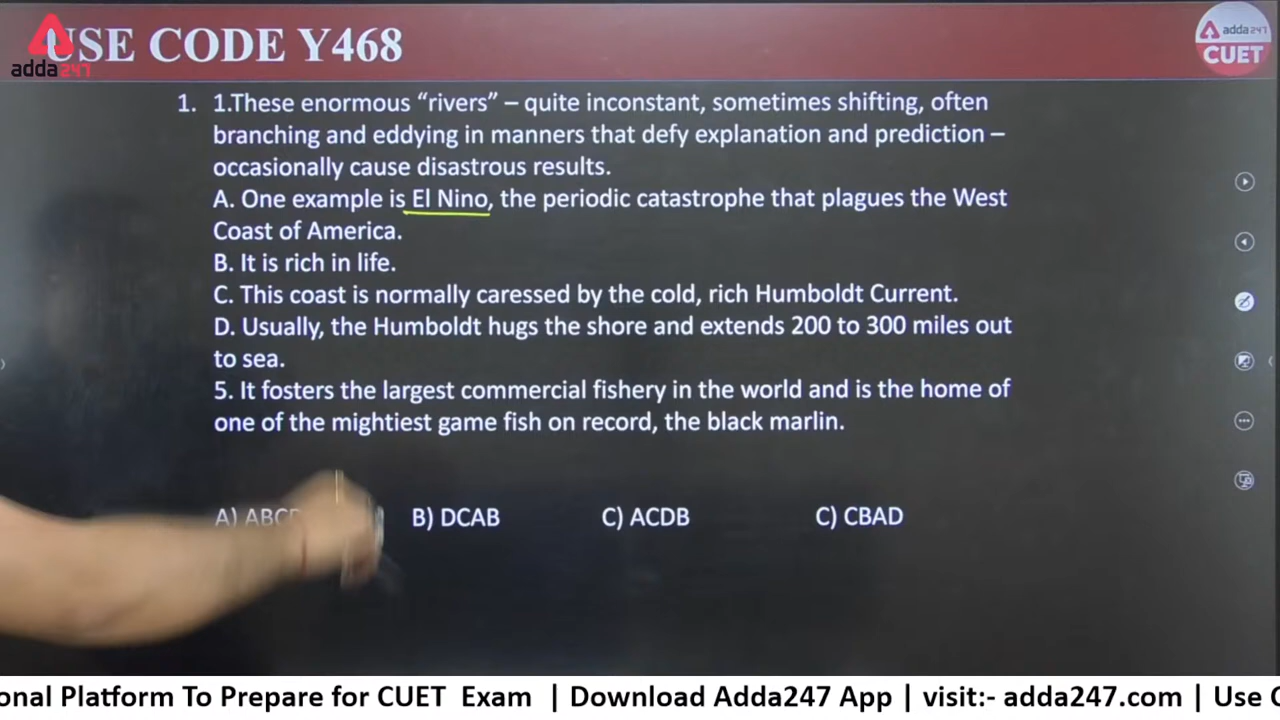 USE CODE Y468
adda247
adda247
CUET
1. 1.These enormous “rivers” – quite inconstant, sometimes shifting, often
branching and eddying in manners that defy explanation and prediction –
occasionally cause disastrous results.
A. One example is El Nino, the periodic catastrophe that plagues the West
Coast of America.
B. It is rich in life.
C. This coast is normally caressed by the cold, rich Humboldt Current.
D. Usually, the Humboldt hugs the shore and extends 200 to 300 miles out
to sea.
5. It fosters the largest commercial fishery in the world and is the home of
one of the mightiest game fish on record, the black marlin.
A) B) DCAB C) ACDB C) CBAD
onal Platform To Prepare for CUET Exam | Download Adda247 App | visit:- adda247.com | Use